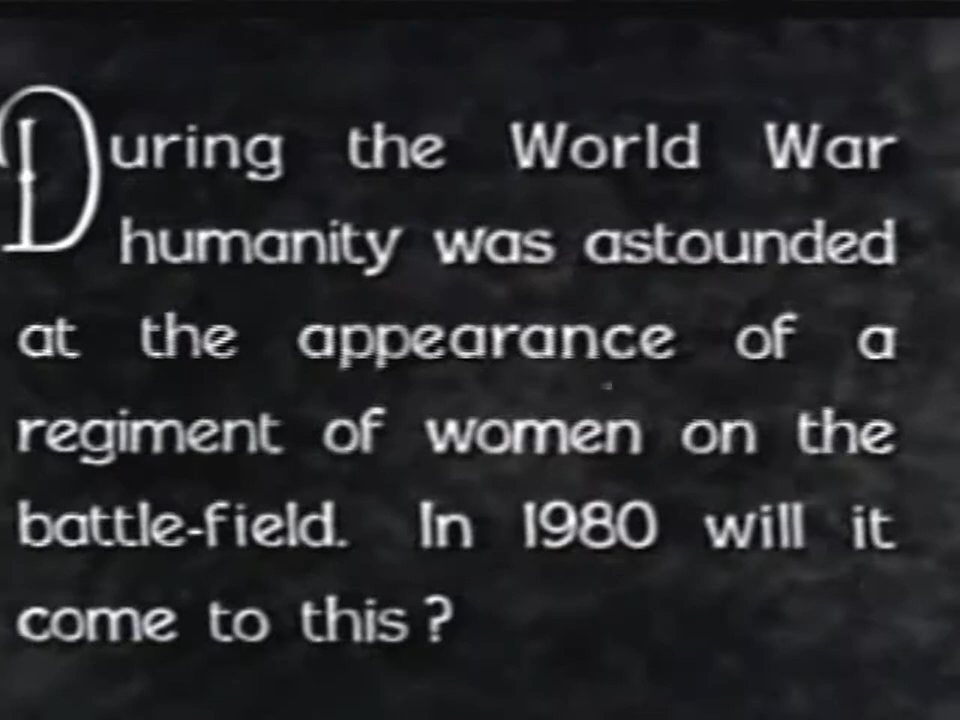 During the World War
humanity was astounded
at the appearance of a
regiment of women on the
battle-field. In 1980 will it
come to this?